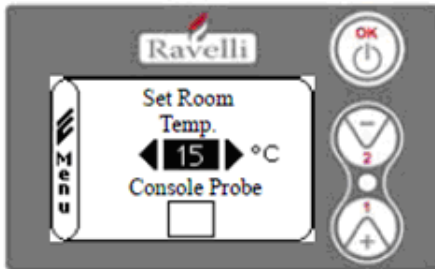 Ravelli
OK
Set Room
Temp.
15 °C
Console Probe
Menu
−
2
1
+